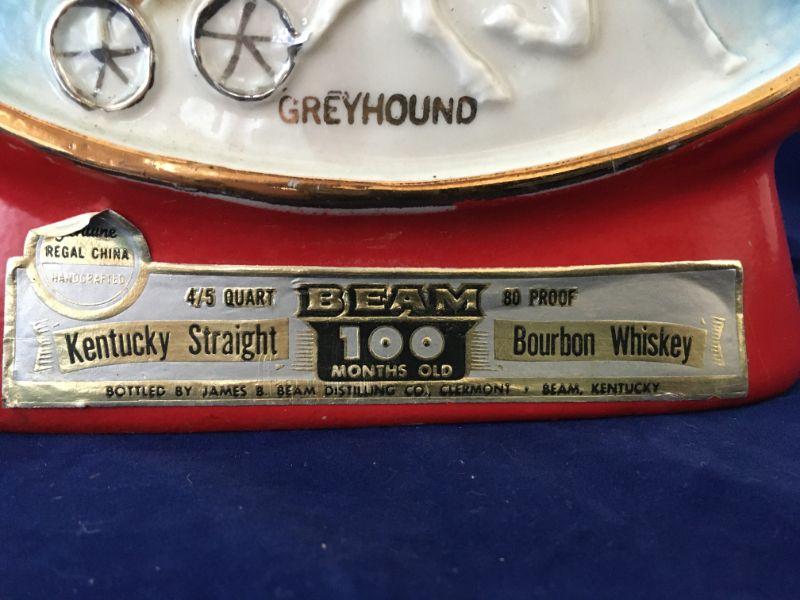 GREYHOUND
Genuine
REGAL CHINA
HANDCRAFTED
4/5 QUART BEAM 80 PROOF
Kentucky Straight 100 Bourbon Whiskey
MONTHS OLD
BOTTLED BY JAMES B. BEAM DISTILLING CO., CLERMONT , BEAM, KENTUCKY